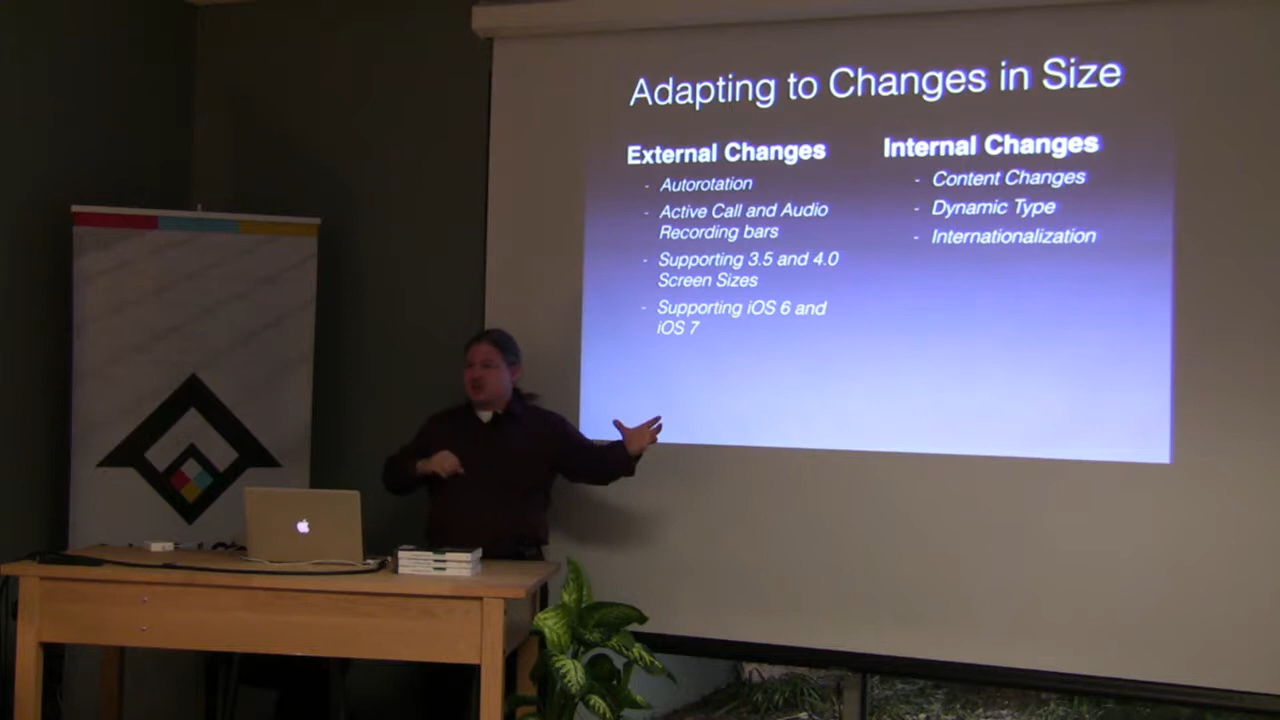 Adapting to Changes in Size
External Changes
- Autorotation
- Active Call and Audio
Recording bars
- Supporting 3.5 and 4.0
Screen Sizes
- Supporting iOS 6 and
iOS 7
Internal Changes
- Content Changes
- Dynamic Type
- Internationalization